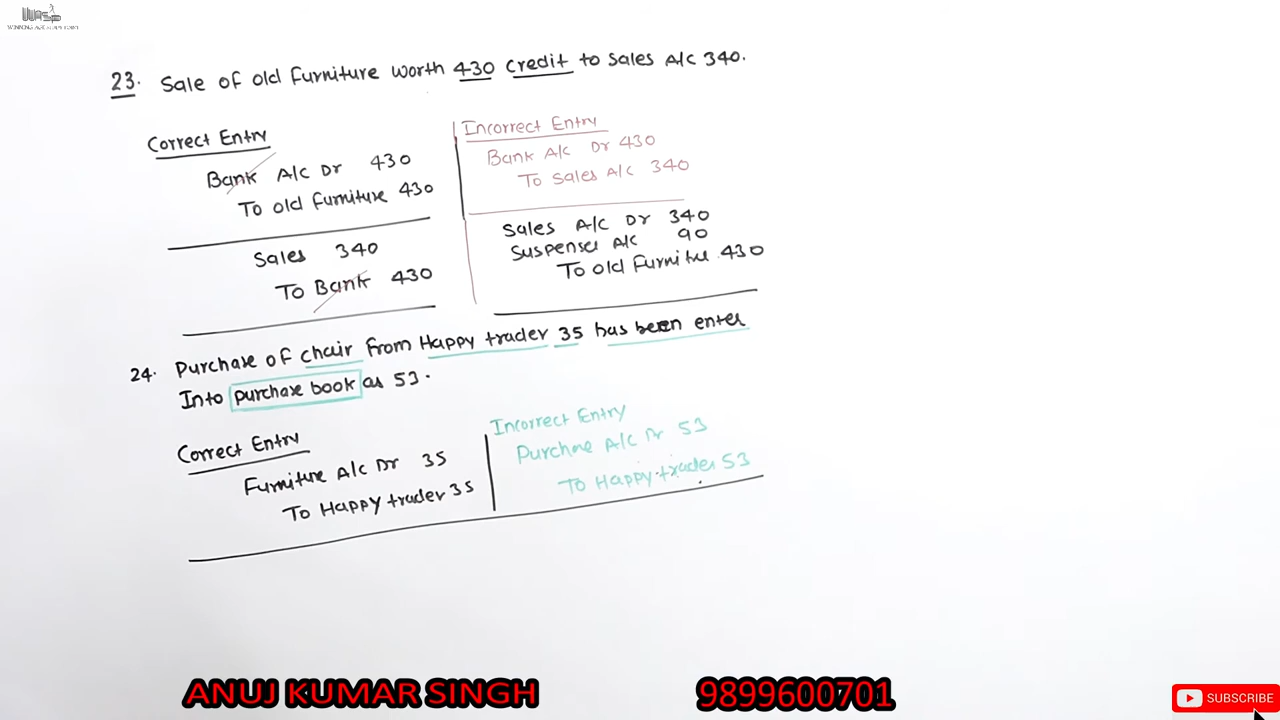 23. Sale of old Furniture worth 430 credit to Sales A/c 340.
Correct Entry
Bank A/c Dr 430
To old Furniture 430
Sales 340
To Bank 430
Incorrect Entry
Bank A/c Dr 430
To Sales A/c 340
Sales A/c Dr 340
Suspense A/c 90
To old Furnitue 430
24. Purchase of chair from Happy trader 35 has been enter
Into purchase book as 53.
Correct Entry
Furniture A/c Dr 35
To Happy trader 35
Incorrect Entry
Purchase A/c Dr 53
To Happy trader 53
ANUJ KUMAR SINGH
9899600701
SUBSCRIBE